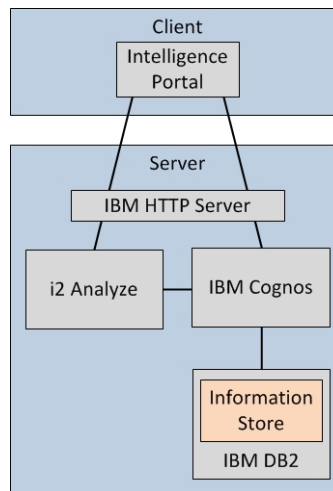 Client
Intelligence
Portal
Server
IBM HTTP Server
i2 Analyze
IBM Cognos
Information
Store
IBM DB2